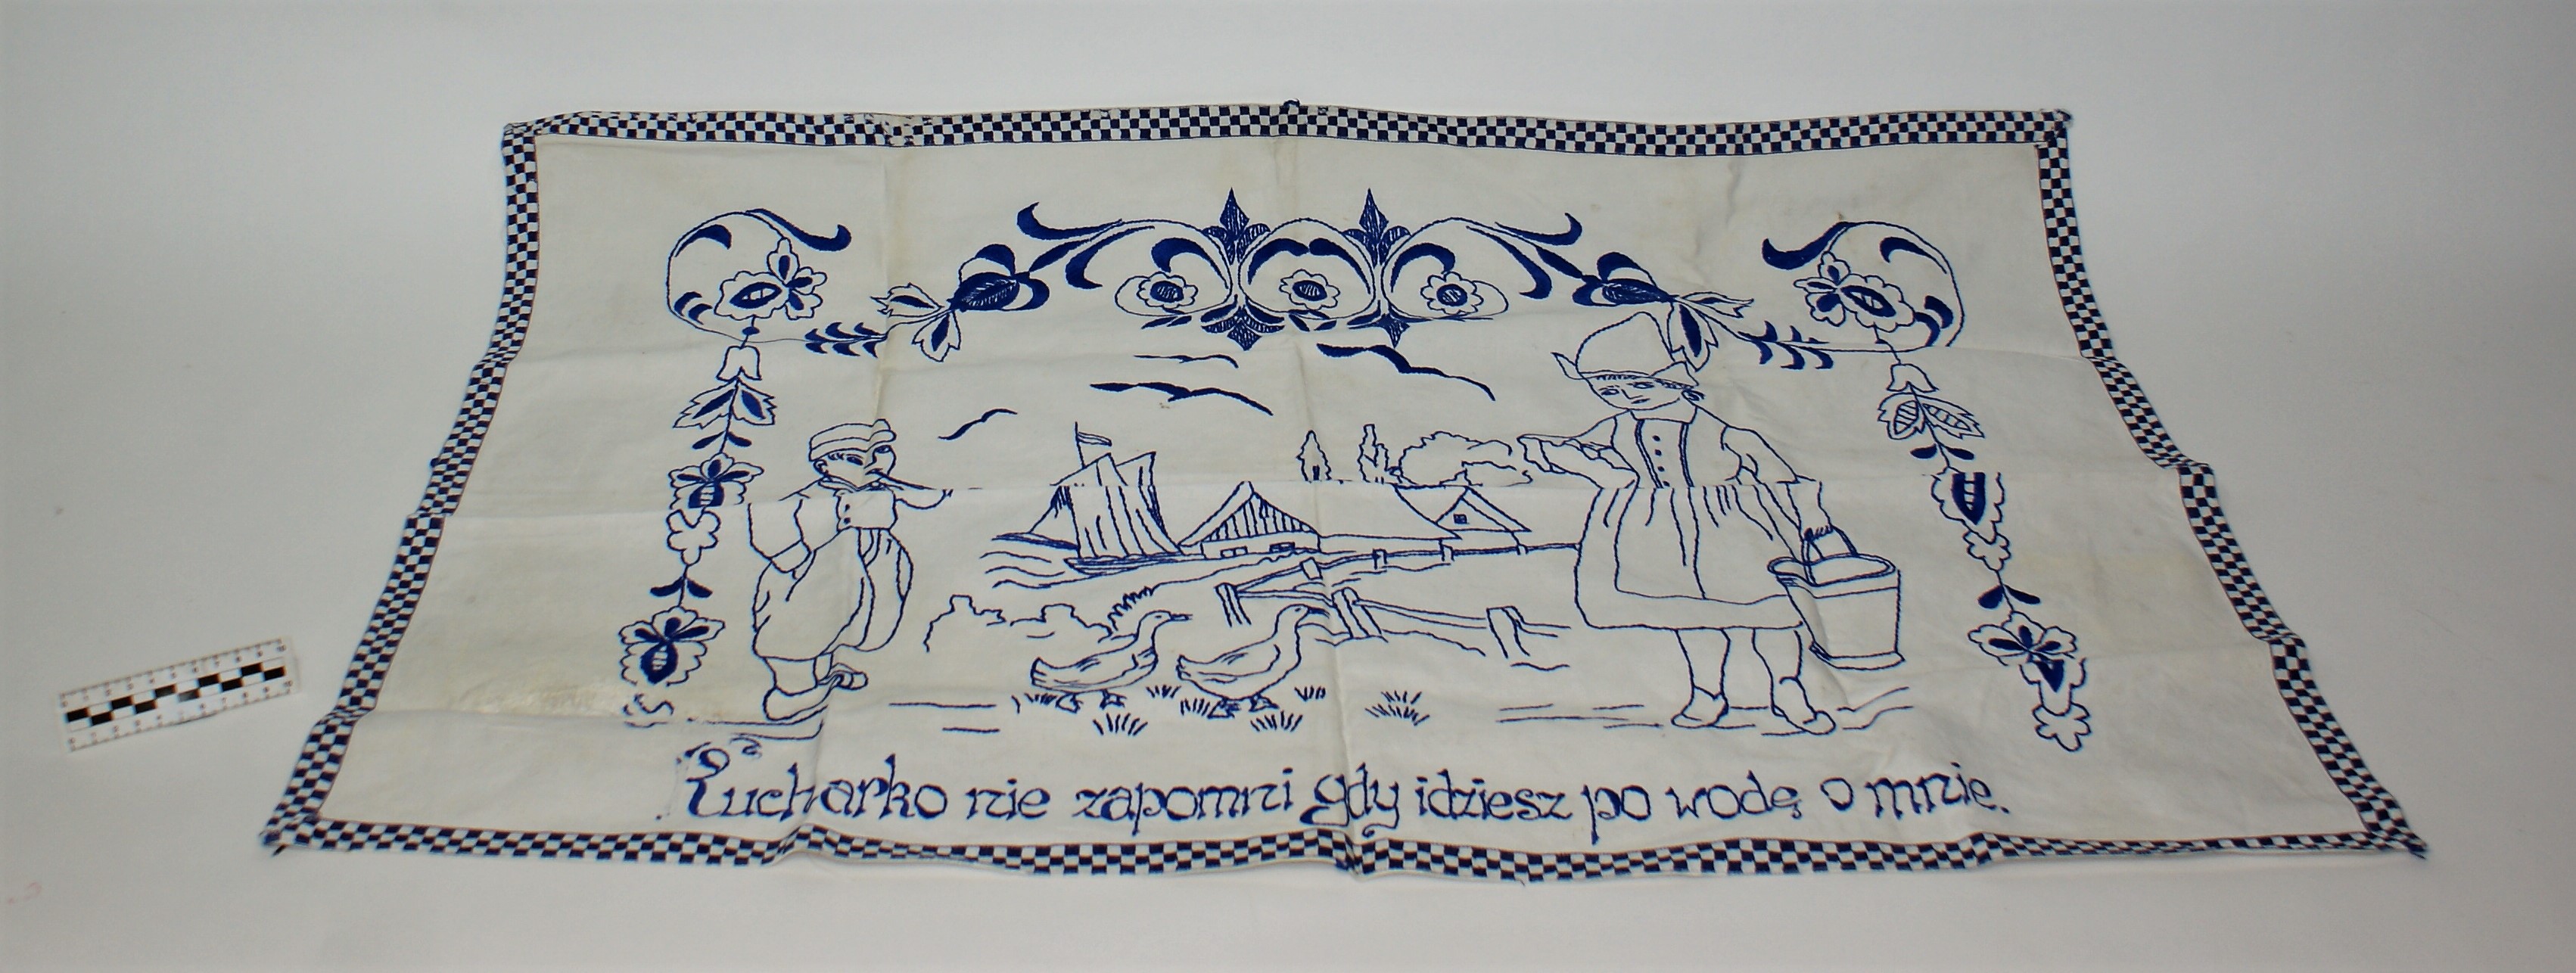 Kucharko nie zapomni gdy idziesz po wodę o mnie.